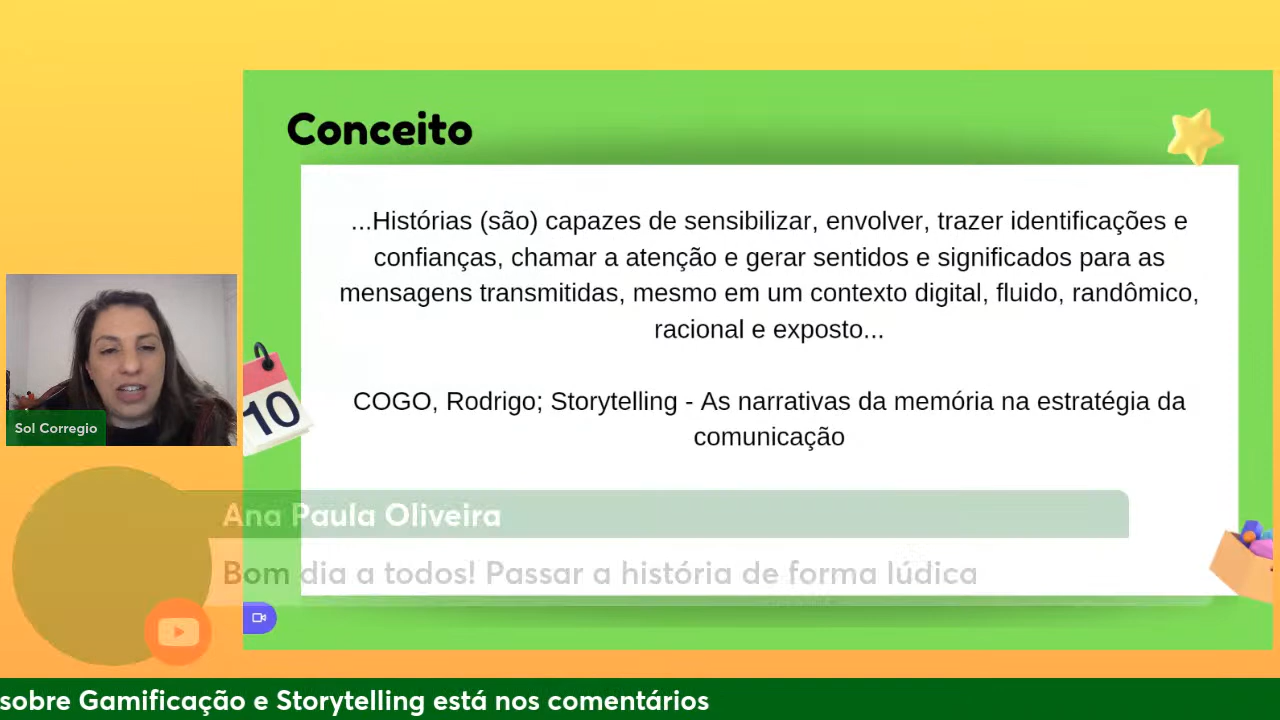 Conceito
...Histórias (são) capazes de sensibilizar, envolver, trazer identificações e
confianças, chamar a atenção e gerar sentidos e significados para as
mensagens transmitidas, mesmo em um contexto digital, fluido, randômico,
racional e exposto...
COGO, Rodrigo; Storytelling - As narrativas da memória na estratégia da
comunicação
10
Sol Corregio
Ana Paula Oliveira
Bom dia a todos! Passar a história de forma lúdica
sobre Gamificação e Storytelling está nos comentários